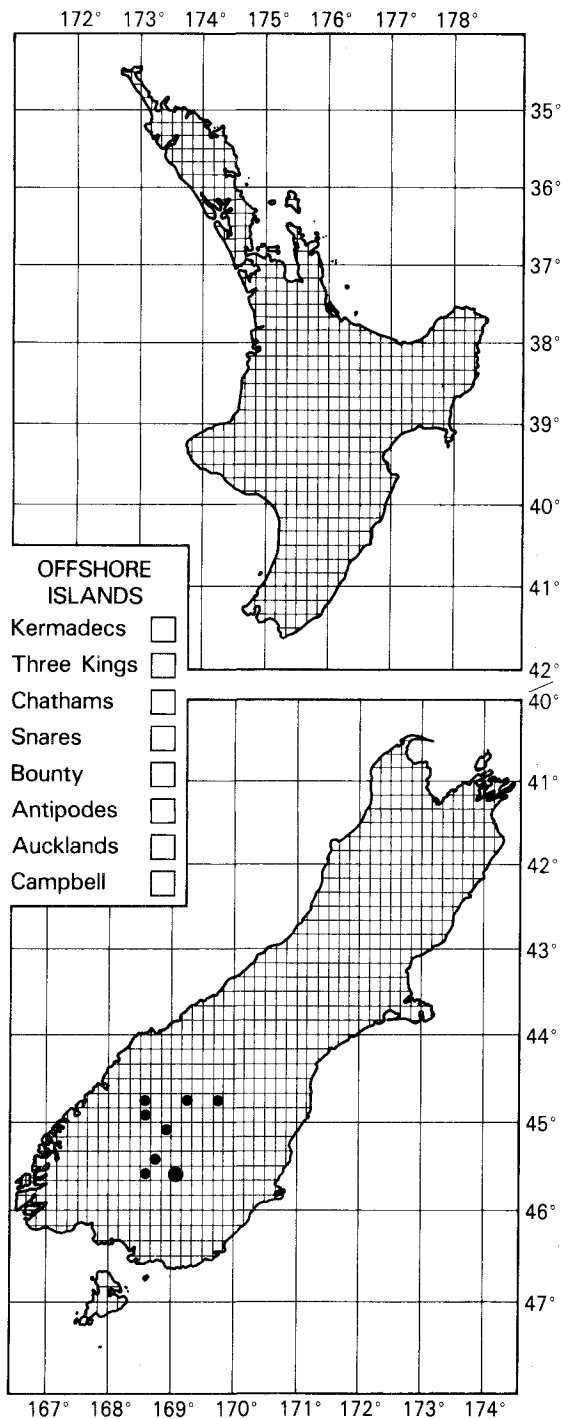 172° 173° 174° 175° 176° 177° 178°
35°
36°
37°
38°
39°
40°
41°
42°
OFFSHORE
ISLANDS
Kermadecs
Three Kings
Chathams
Snares
Bounty
Antipodes
Aucklands
Campbell
40°
41°
42°
43°
44°
45°
46°
47°
167° 168° 169° 170° 171° 172° 173° 174°